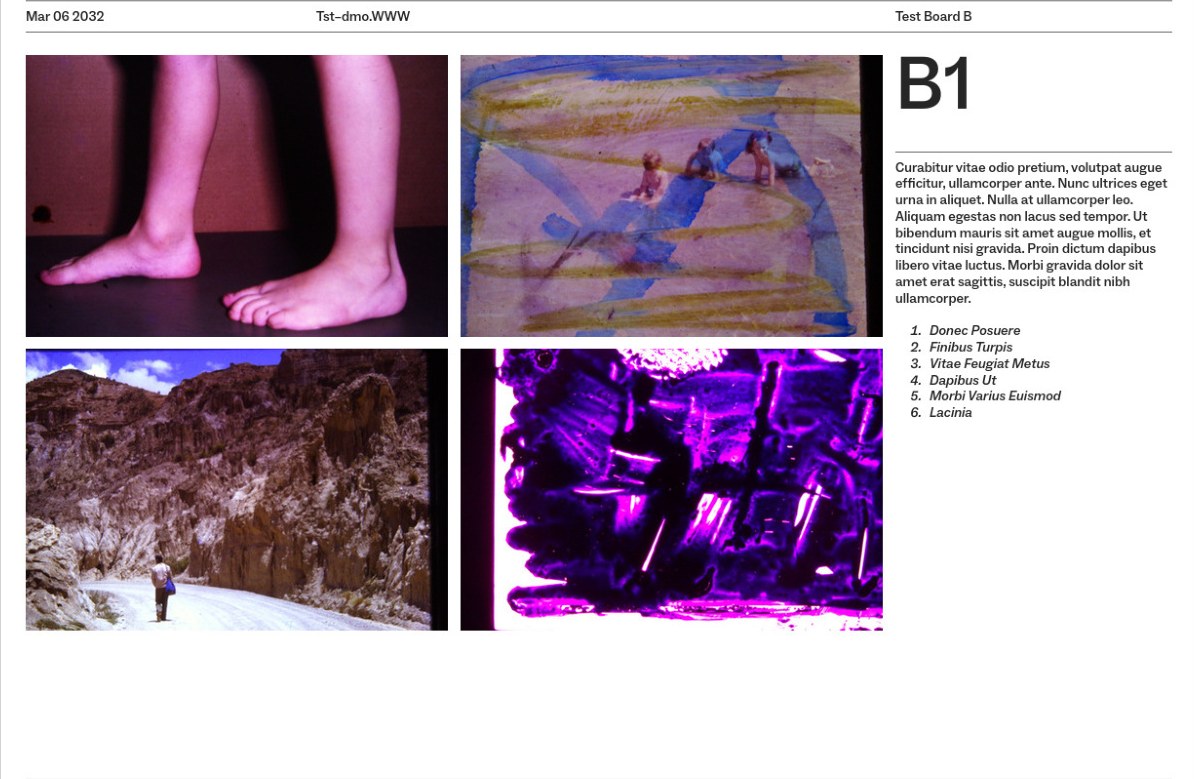 Mar 06 2032
Tst–dmo.WWW
Test Board B
B1
Curabitur vitae odio pretium, volutpat augue
efficitur, ullamcorper ante. Nunc ultrices eget
urna in aliquet. Nulla at ullamcorper leo.
Aliquam egestas non lacus sed tempor. Ut
bibendum mauris sit amet augue mollis, et
tincidunt nisi gravida. Proin dictum dapibus
libero vitae luctus. Morbi gravida dolor sit
amet erat sagittis, suscipit blandit nibh
ullamcorper.
1. Donec Posuere
2. Finibus Turpis
3. Vitae Feugiat Metus
4. Dapibus Ut
5. Morbi Varius Euismod
6. Lacinia